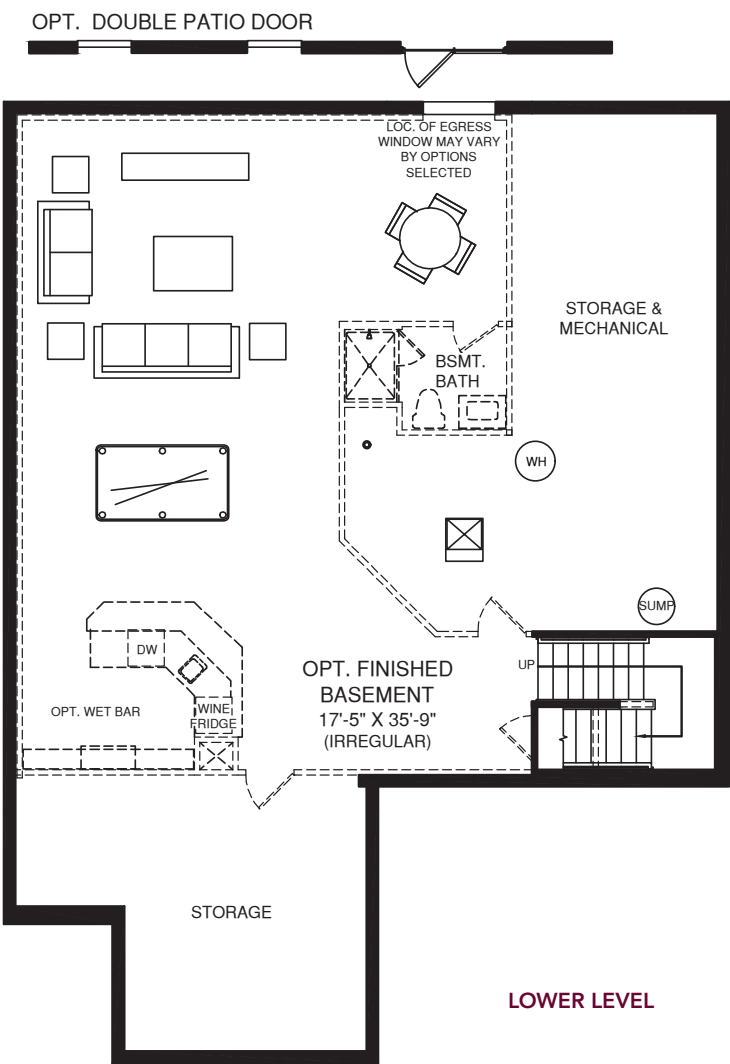 OPT. DOUBLE PATIO DOOR
LOC. OF EGRESS
WINDOW MAY VARY
BY OPTIONS
SELECTED
STORAGE &
MECHANICAL
BSMT.
BATH
WH
SUMP
DW
UP
OPT. FINISHED
BASEMENT
17'-5" X 35'-9"
(IRREGULAR)
OPT. WET BAR
WINE
FRIDGE
STORAGE
LOWER LEVEL